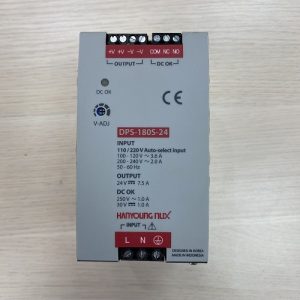 +V +V -V -V COM NC NO
OUTPUT DC OK
DC OK
CE
V-ADJ
DPS-180S-24
INPUT
110 / 220 V Auto-select input
100 - 120 V ~ 3.8 A
200 - 240 V ~ 2.0 A
50 - 60 Hz
OUTPUT
24 V 7.5 A
DC OK
250 V ~ 1.0 A
30 V 1.0 A
HANYOUNG NUX
INPUT
L N
DESIGNED IN KOREA
MADE IN INDONESIA